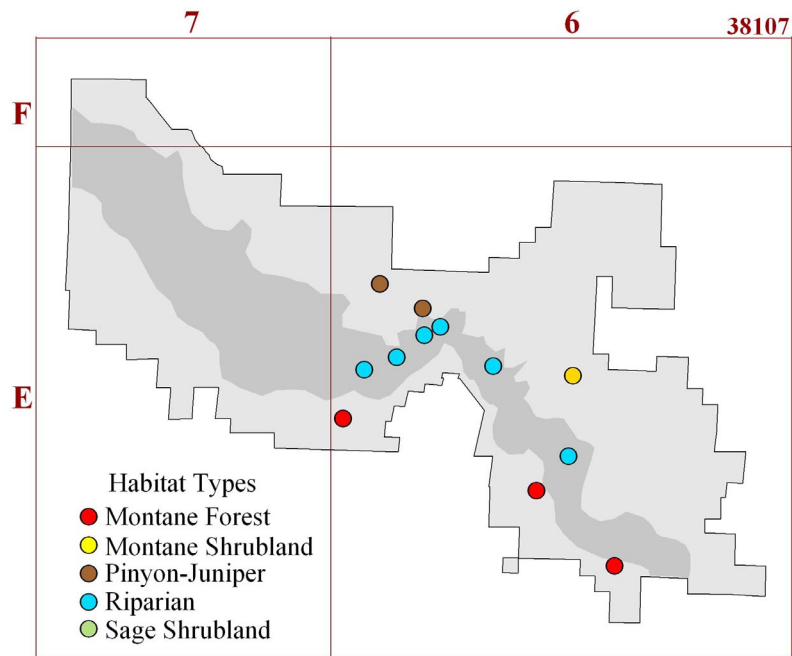 7 6 38107
F
E
Habitat Types
Montane Forest
Montane Shrubland
Pinyon-Juniper
Riparian
Sage Shrubland